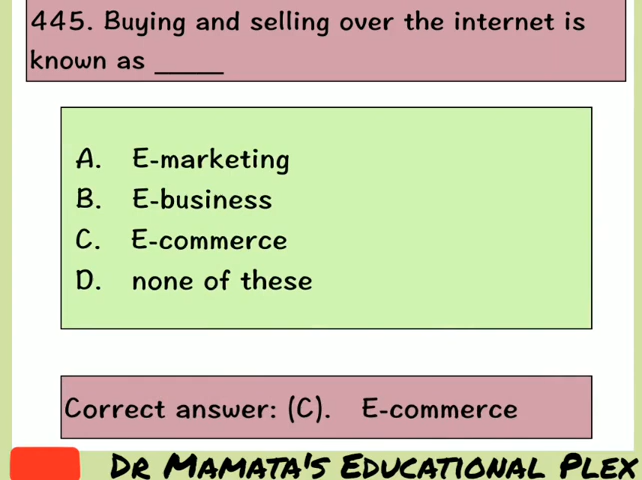 445. Buying and selling over the internet is
known as _____
A. E-marketing
B. E-business
C. E-commerce
D. none of these
Correct answer: (C). E-commerce
DR MAMATA'S EDUCATIONAL PLEX